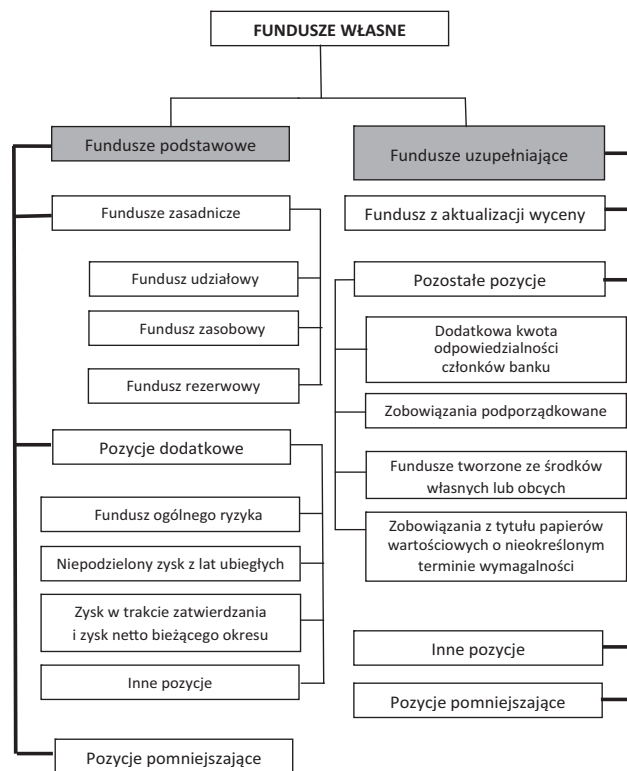 FUNDUSZE WŁASNE
Fundusze podstawowe
Fundusze zasadnicze
Fundusz udziałowy
Fundusz zasobowy
Fundusz rezerwowy
Pozycje dodatkowe
Fundusz ogólnego ryzyka
Niepodzielony zysk z lat ubiegłych
Zysk w trakcie zatwierdzania
i zysk netto bieżącego okresu
Inne pozycje
Pozycje pomniejszające
Fundusze uzupełniające
Fundusz z aktualizacji wyceny
Pozostałe pozycje
Dodatkowa kwota
odpowiedzialności
członków banku
Zobowiązania podporządkowane
Fundusze tworzone ze środków
własnych lub obcych
Zobowiązania z tytułu papierów
wartościowych o nieokreślonym
terminie wymagalności
Inne pozycje
Pozycje pomniejszające